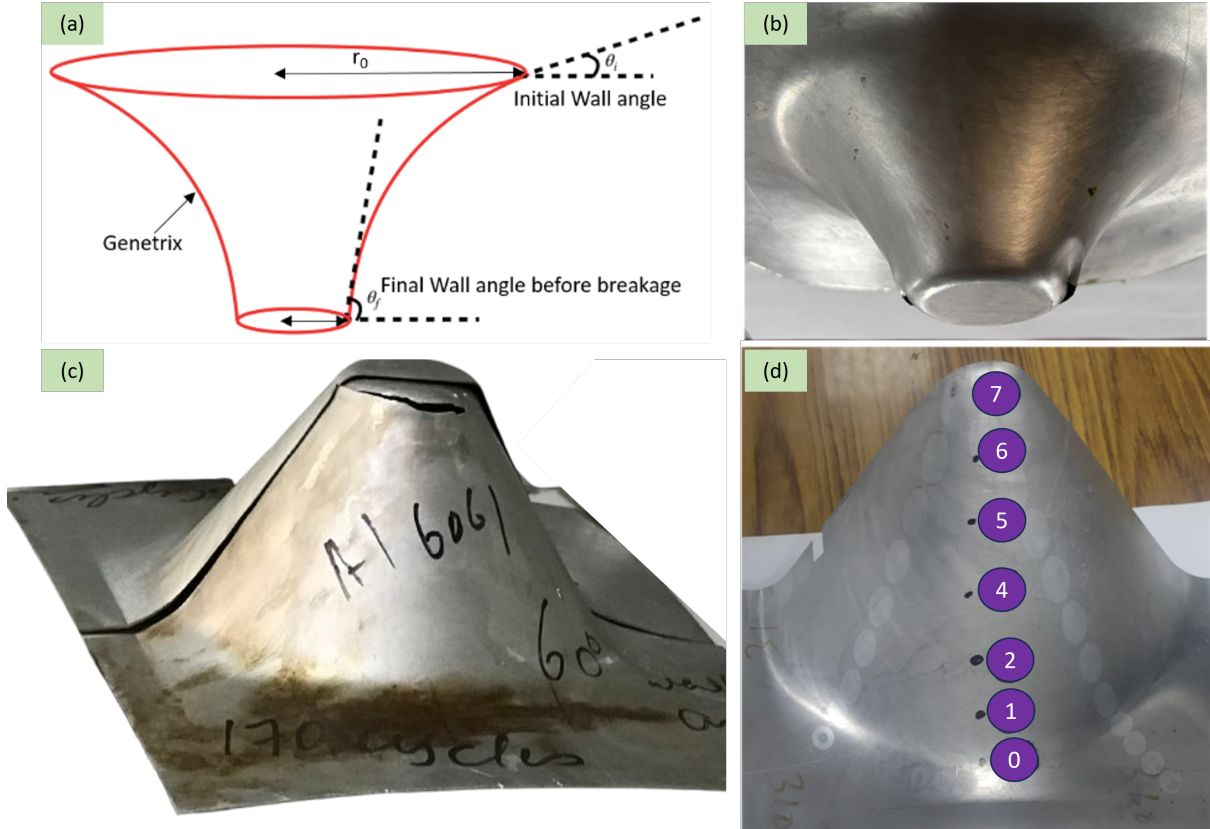 (a)
r₀
θᵢ
Initial Wall angle
Genetrix
Final Wall angle before breakage
θf
(b)
(c)
Al 6061
60°
170 cycles
(d)
7
6
5
4
2
1
0
310